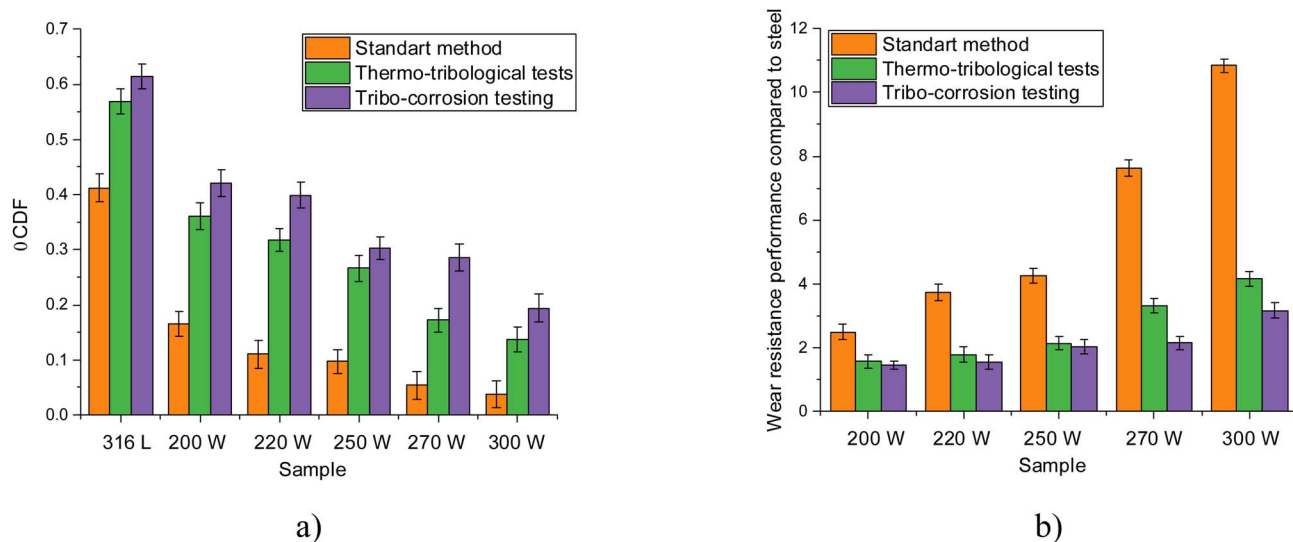 0.7
0.6
0.5
0.4
0.3
0.2
0.1
0.0
0 CDF
Standart method
Thermo-tribological tests
Tribo-corrosion testing
316 L 200 W 220 W 250 W 270 W 300 W
Sample
a)
12
10
8
6
4
2
0
Wear resistance performance compared to steel
Standart method
Thermo-tribological tests
Tribo-corrosion testing
200 W 220 W 250 W 270 W 300 W
Sample
b)